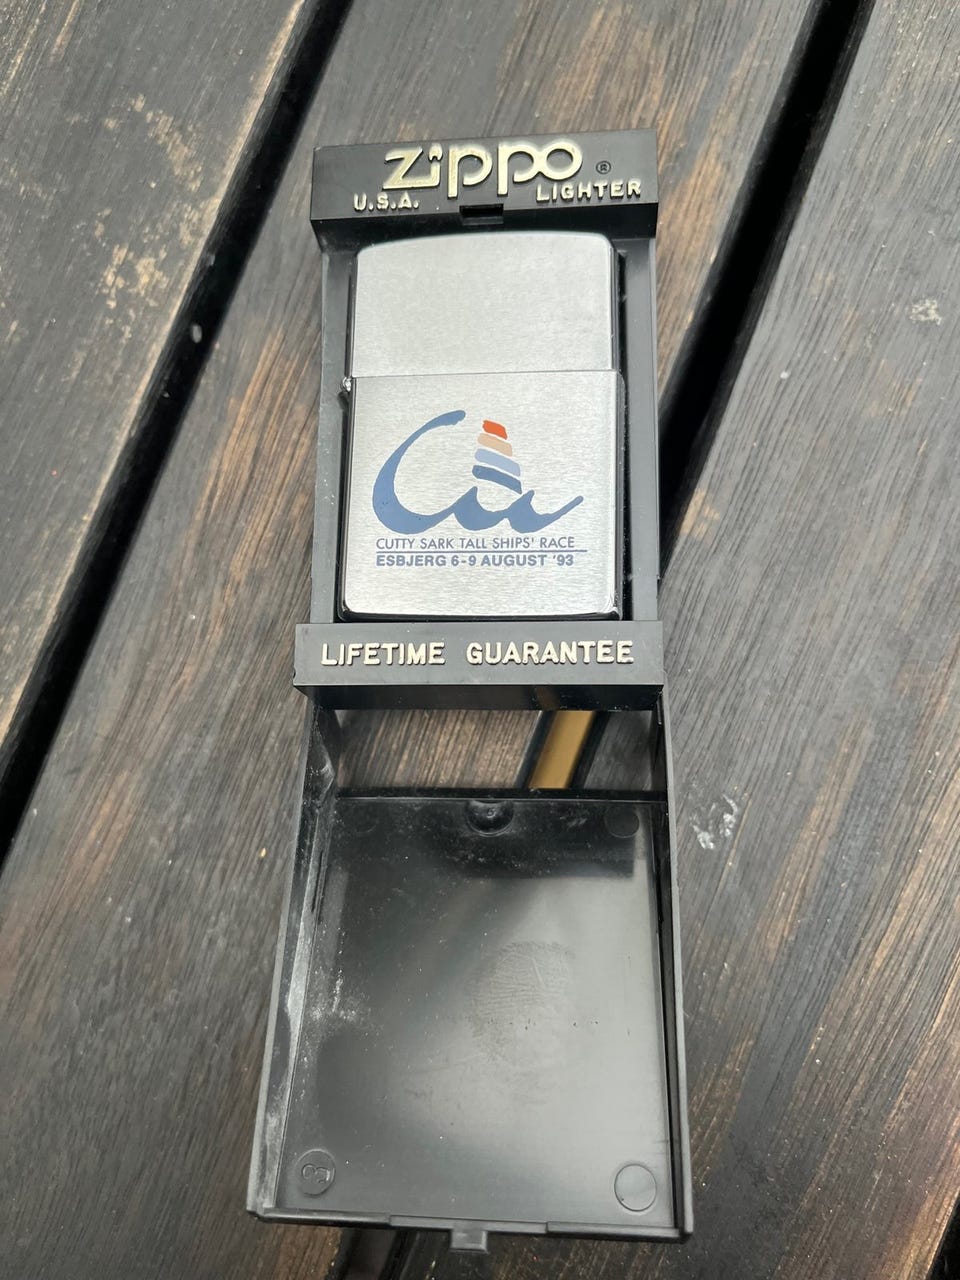 Zippo ®
U.S.A. LIGHTER
CUTTY SARK TALL SHIPS' RACE
ESBJERG 6-9 AUGUST '93
LIFETIME GUARANTEE